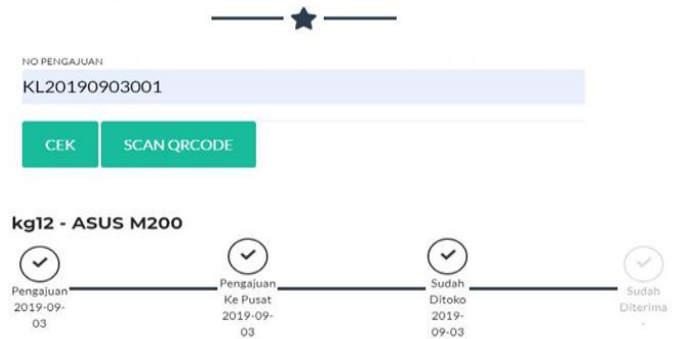 NO PENGAJUAN
KL20190903001
CEK
SCAN QRCODE
kg12 - ASUS M200
Pengajuan
2019-09-
03
Pengajuan
Ke Pusat
2019-09-
03
Sudah
Ditoko
2019-
09-03
Sudah
Diterima
-